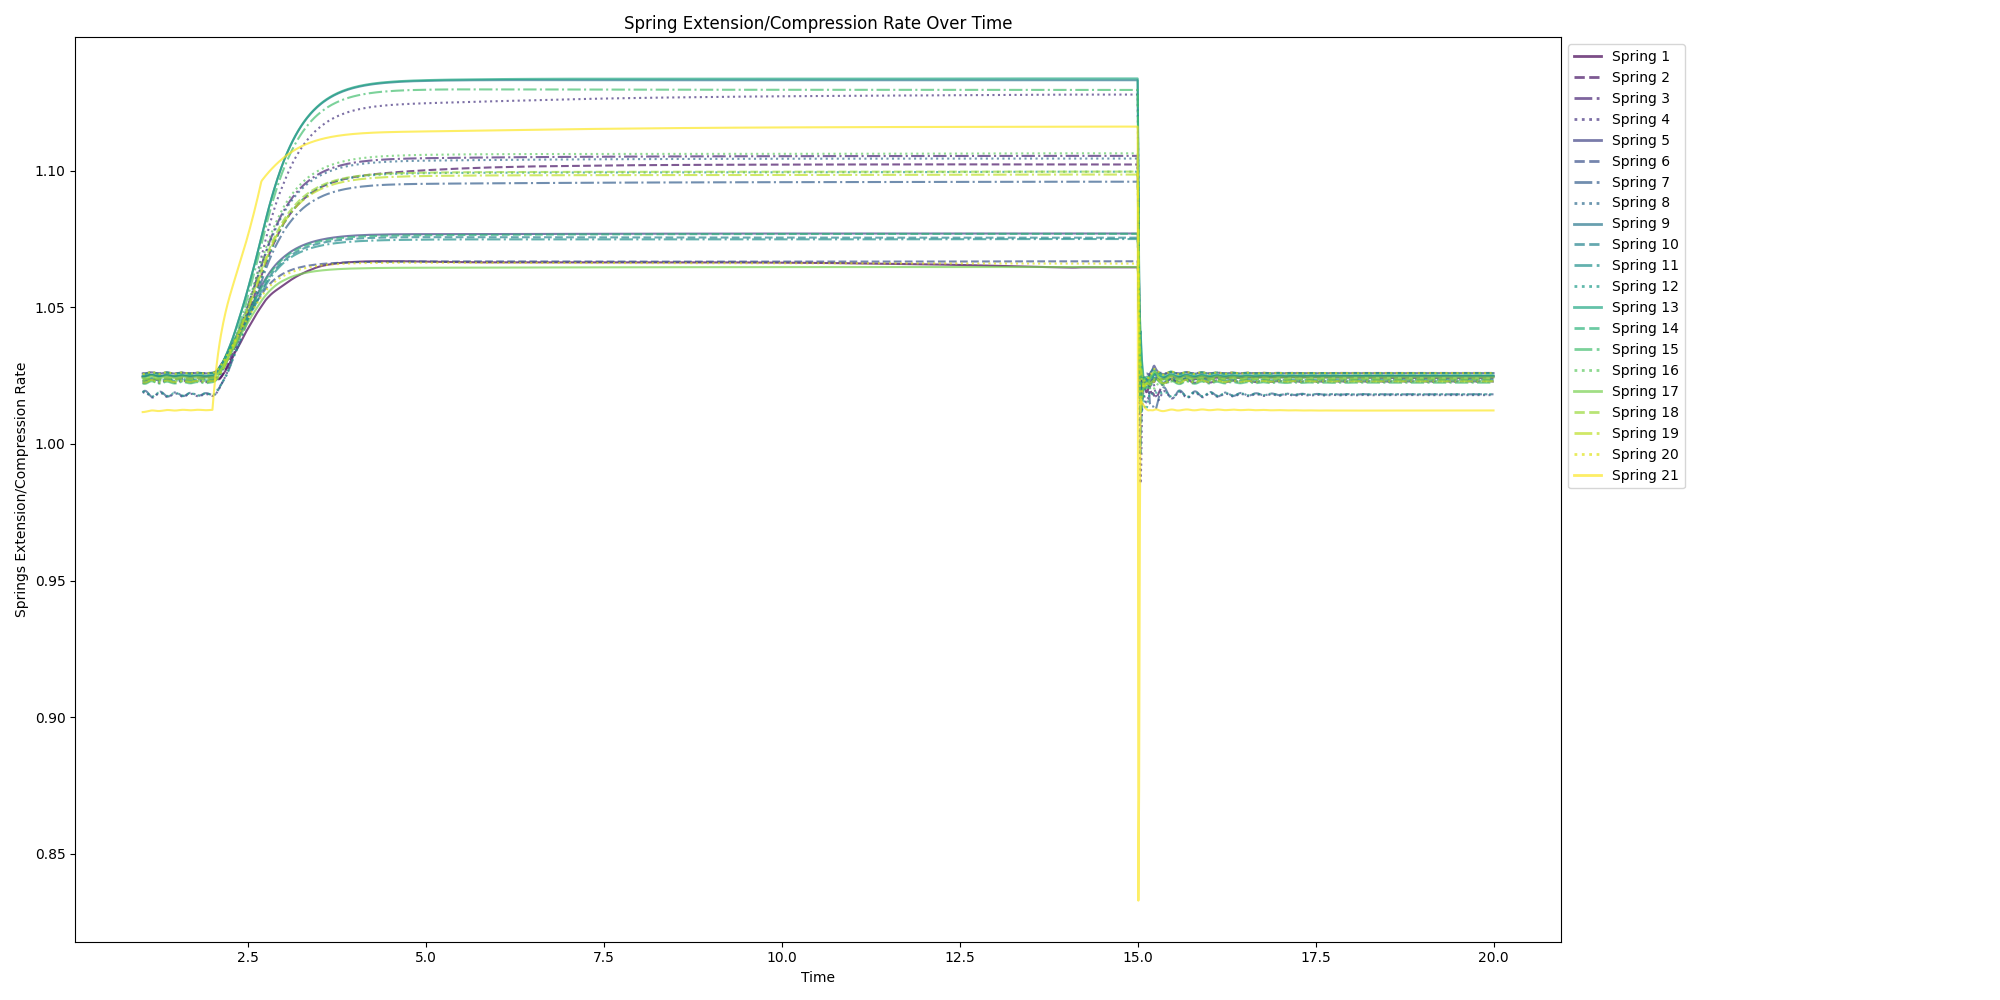 Spring Extension/Compression Rate Over Time
Springs Extension/Compression Rate
1.10
1.05
1.00
0.95
0.90
0.85
2.5
5.0
7.5
10.0
12.5
15.0
17.5
20.0
Time
Spring 1
Spring 2
Spring 3
Spring 4
Spring 5
Spring 6
Spring 7
Spring 8
Spring 9
Spring 10
Spring 11
Spring 12
Spring 13
Spring 14
Spring 15
Spring 16
Spring 17
Spring 18
Spring 19
Spring 20
Spring 21